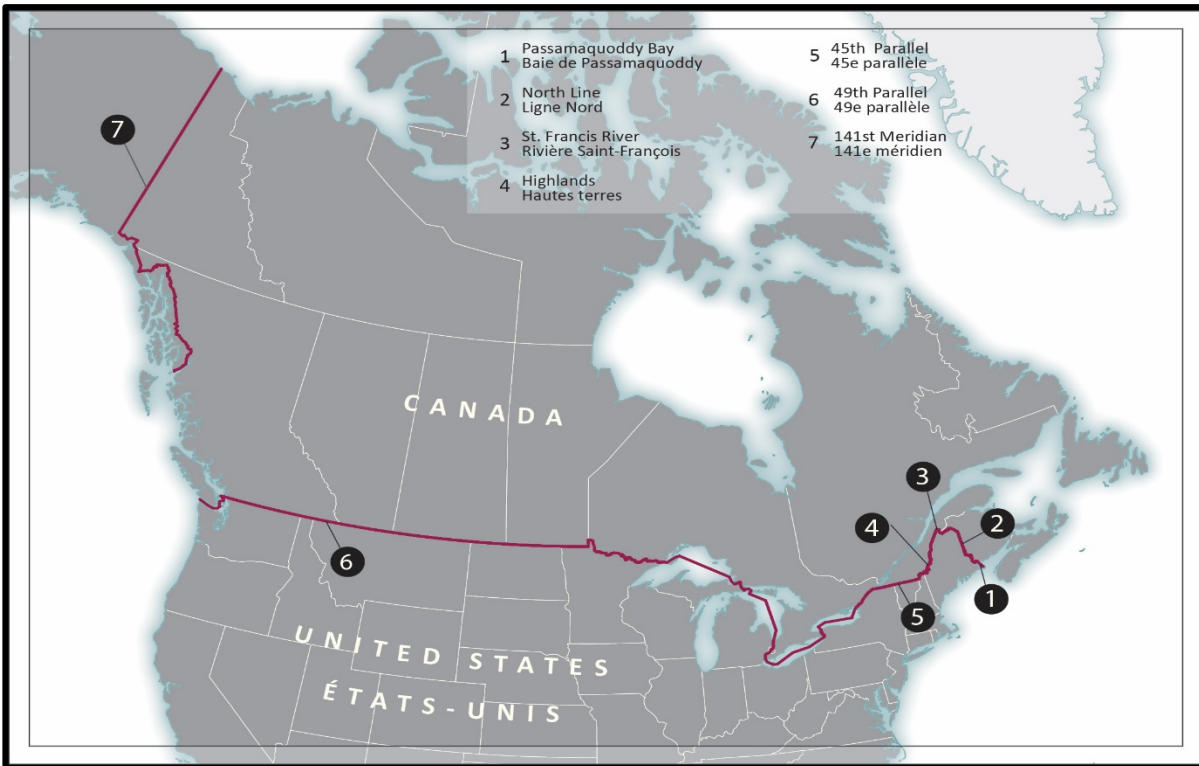 1 Passamaquoddy Bay
Baie de Passamaquoddy
2 North Line
Ligne Nord
3 St. Francis River
Rivière Saint-François
4 Highlands
Hautes terres
5 45th Parallel
45e parallèle
6 49th Parallel
49e parallèle
7 141st Meridian
141e méridien
7
CANADA
3
2
4
6
1
5
UNITED STATES
ÉTATS-UNIS